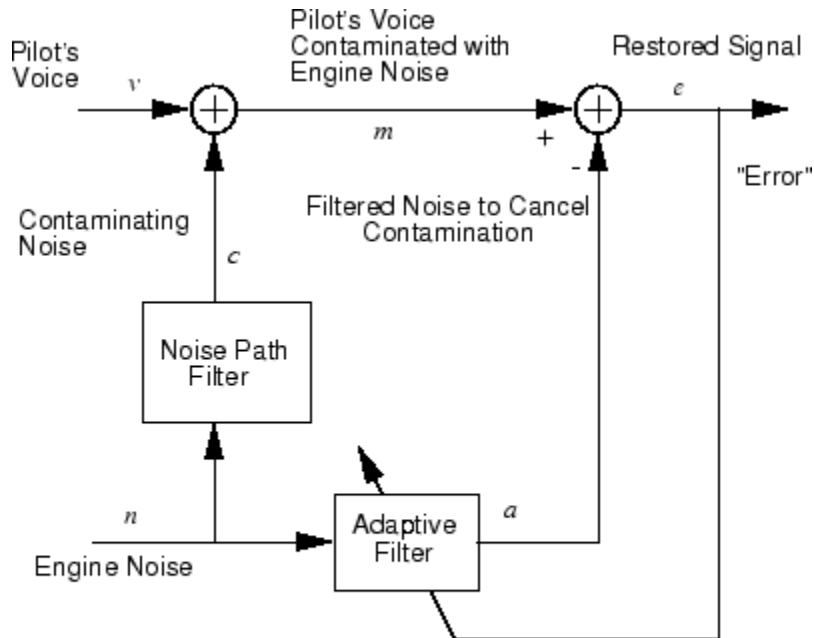 Pilot's
Voice
v
Pilot's Voice
Contaminated with
Engine Noise
m
Restored Signal
e
"Error"
+
-
Contaminating
Noise
c
Filtered Noise to Cancel
Contamination
Noise Path
Filter
n
Engine Noise
Adaptive
Filter
a